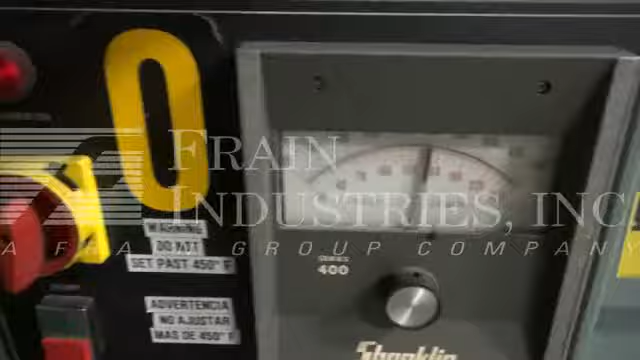 0
FRAIN
INDUSTRIES, INC
A FRAIN GROUP COMPANY
WARNING
DO NOT
SET PAST 450° F
ADVERTENCIA
NO AJUSTAR
MAS DE 450° F
SERIES
400
Shanklin